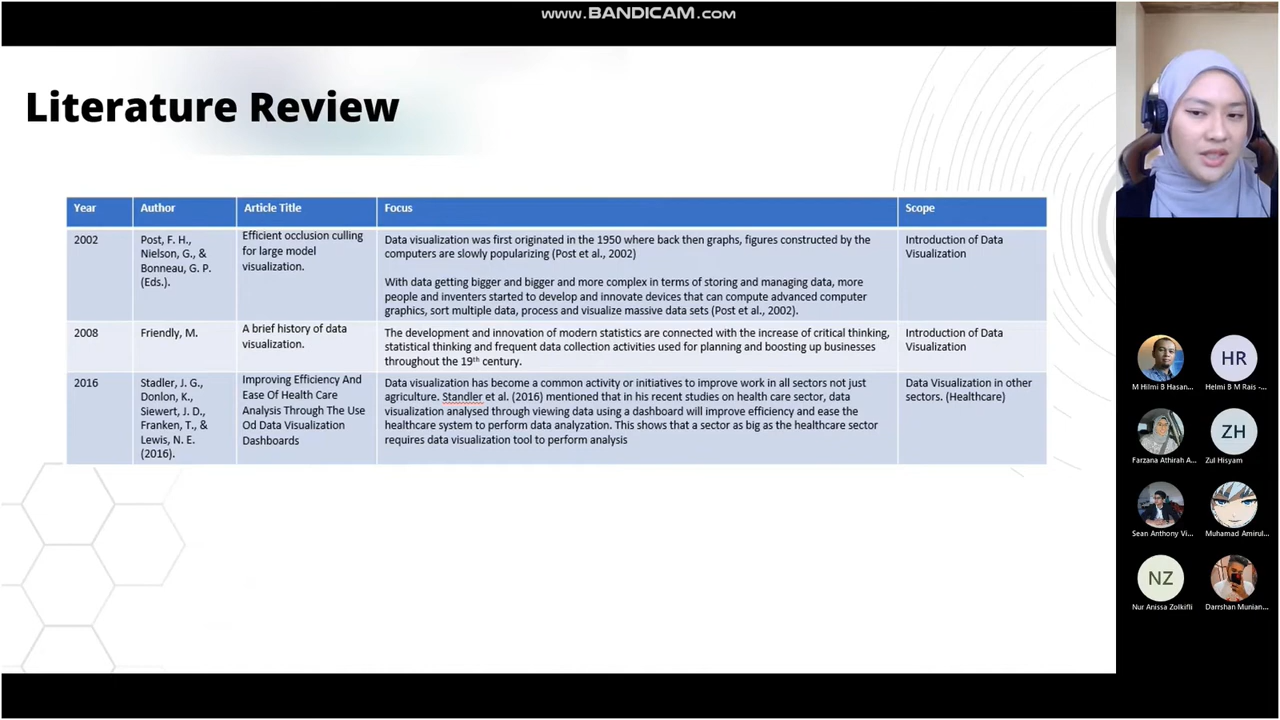 WWW.BANDICAM.COM
Literature Review
Year Author Article Title Focus Scope
2002
Post, F. H.,
Nielson, G., &
Bonneau, G. P.
(Eds.).
Efficient occlusion culling
for large model
visualization.
Data visualization was first originated in the 1950 where back then graphs, figures constructed by the
computers are slowly popularizing (Post et al., 2002)
With data getting bigger and bigger and more complex in terms of storing and managing data, more
people and inventers started to develop and innovate devices that can compute advanced computer
graphics, sort multiple data, process and visualize massive data sets (Post et al., 2002).
Introduction of Data
Visualization
2008
Friendly, M.
A brief history of data
visualization.
The development and innovation of modern statistics are connected with the increase of critical thinking,
statistical thinking and frequent data collection activities used for planning and boosting up businesses
throughout the 19th century.
Introduction of Data
Visualization
2016
Stadler, J. G.,
Donlon, K.,
Siewert, J. D.,
Franken, T., &
Lewis, N. E.
(2016).
Improving Efficiency And
Ease Of Health Care
Analysis Through The Use
Od Data Visualization
Dashboards
Data visualization has become a common activity or initiatives to improve work in all sectors not just
agriculture. Standler et al. (2016) mentioned that in his recent studies on health care sector, data
visualization analysed through viewing data using a dashboard will improve efficiency and ease the
healthcare system to perform data analyzation. This shows that a sector as big as the healthcare sector
requires data visualization tool to perform analysis
Data Visualization in other
sectors. (Healthcare)
HR
M Hilmi B Hasan... Helmi B M Rais -...
ZH
Farzana Athirah A... Zul Hisyam
Sean Anthony Vi... Muhamad Amirul...
NZ
Nur Anissa Zolkifli Darrshan Munian...